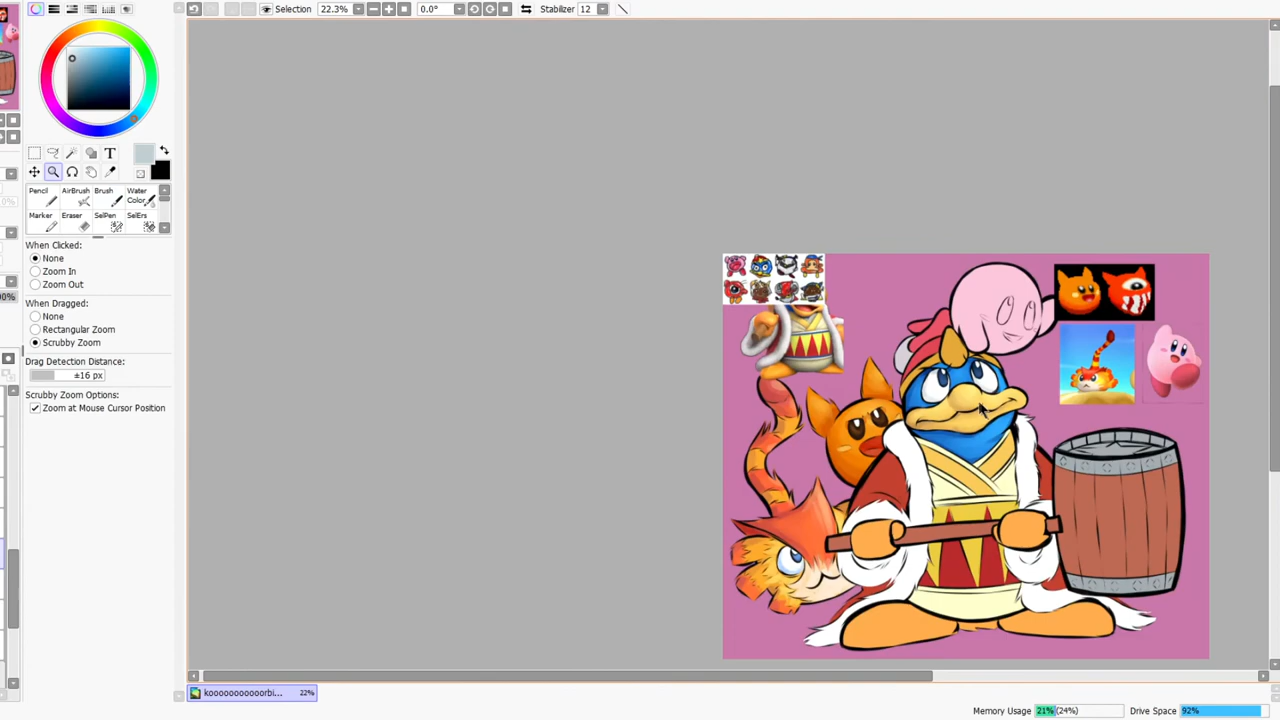 Selection 22.3% 0.0° Stabilizer 12
T
Pencil AirBrush Brush Water Color
Marker Eraser SelPen SelErs
When Clicked:
None
Zoom In
Zoom Out
When Dragged:
None
Rectangular Zoom
Scrubby Zoom
Drag Detection Distance:
±16 px
Scrubby Zoom Options:
Zoom at Mouse Cursor Position
0%
00%
kooooooooooorbi... 22%
Memory Usage 21% (24%) Drive Space 92%